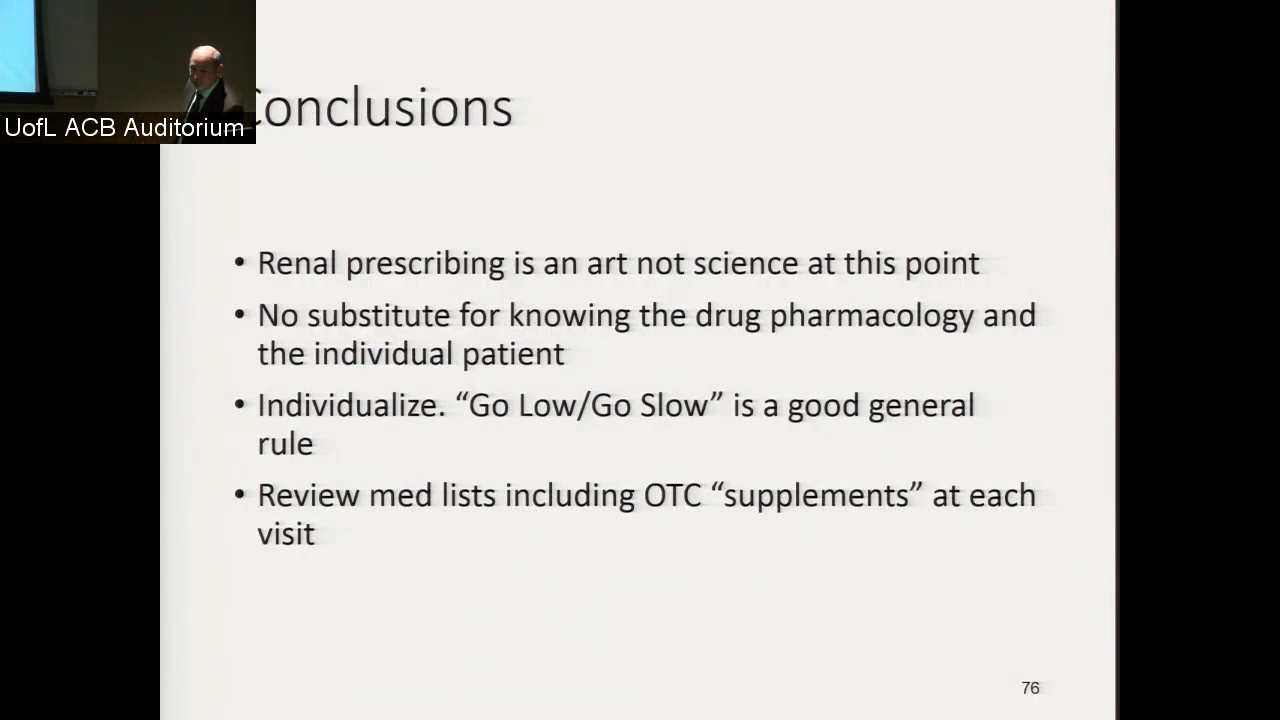 UofL ACB Auditorium
Conclusions
• Renal prescribing is an art not science at this point
• No substitute for knowing the drug pharmacology and
the individual patient
• Individualize. “Go Low/Go Slow” is a good general
rule
• Review med lists including OTC “supplements” at each
visit
76